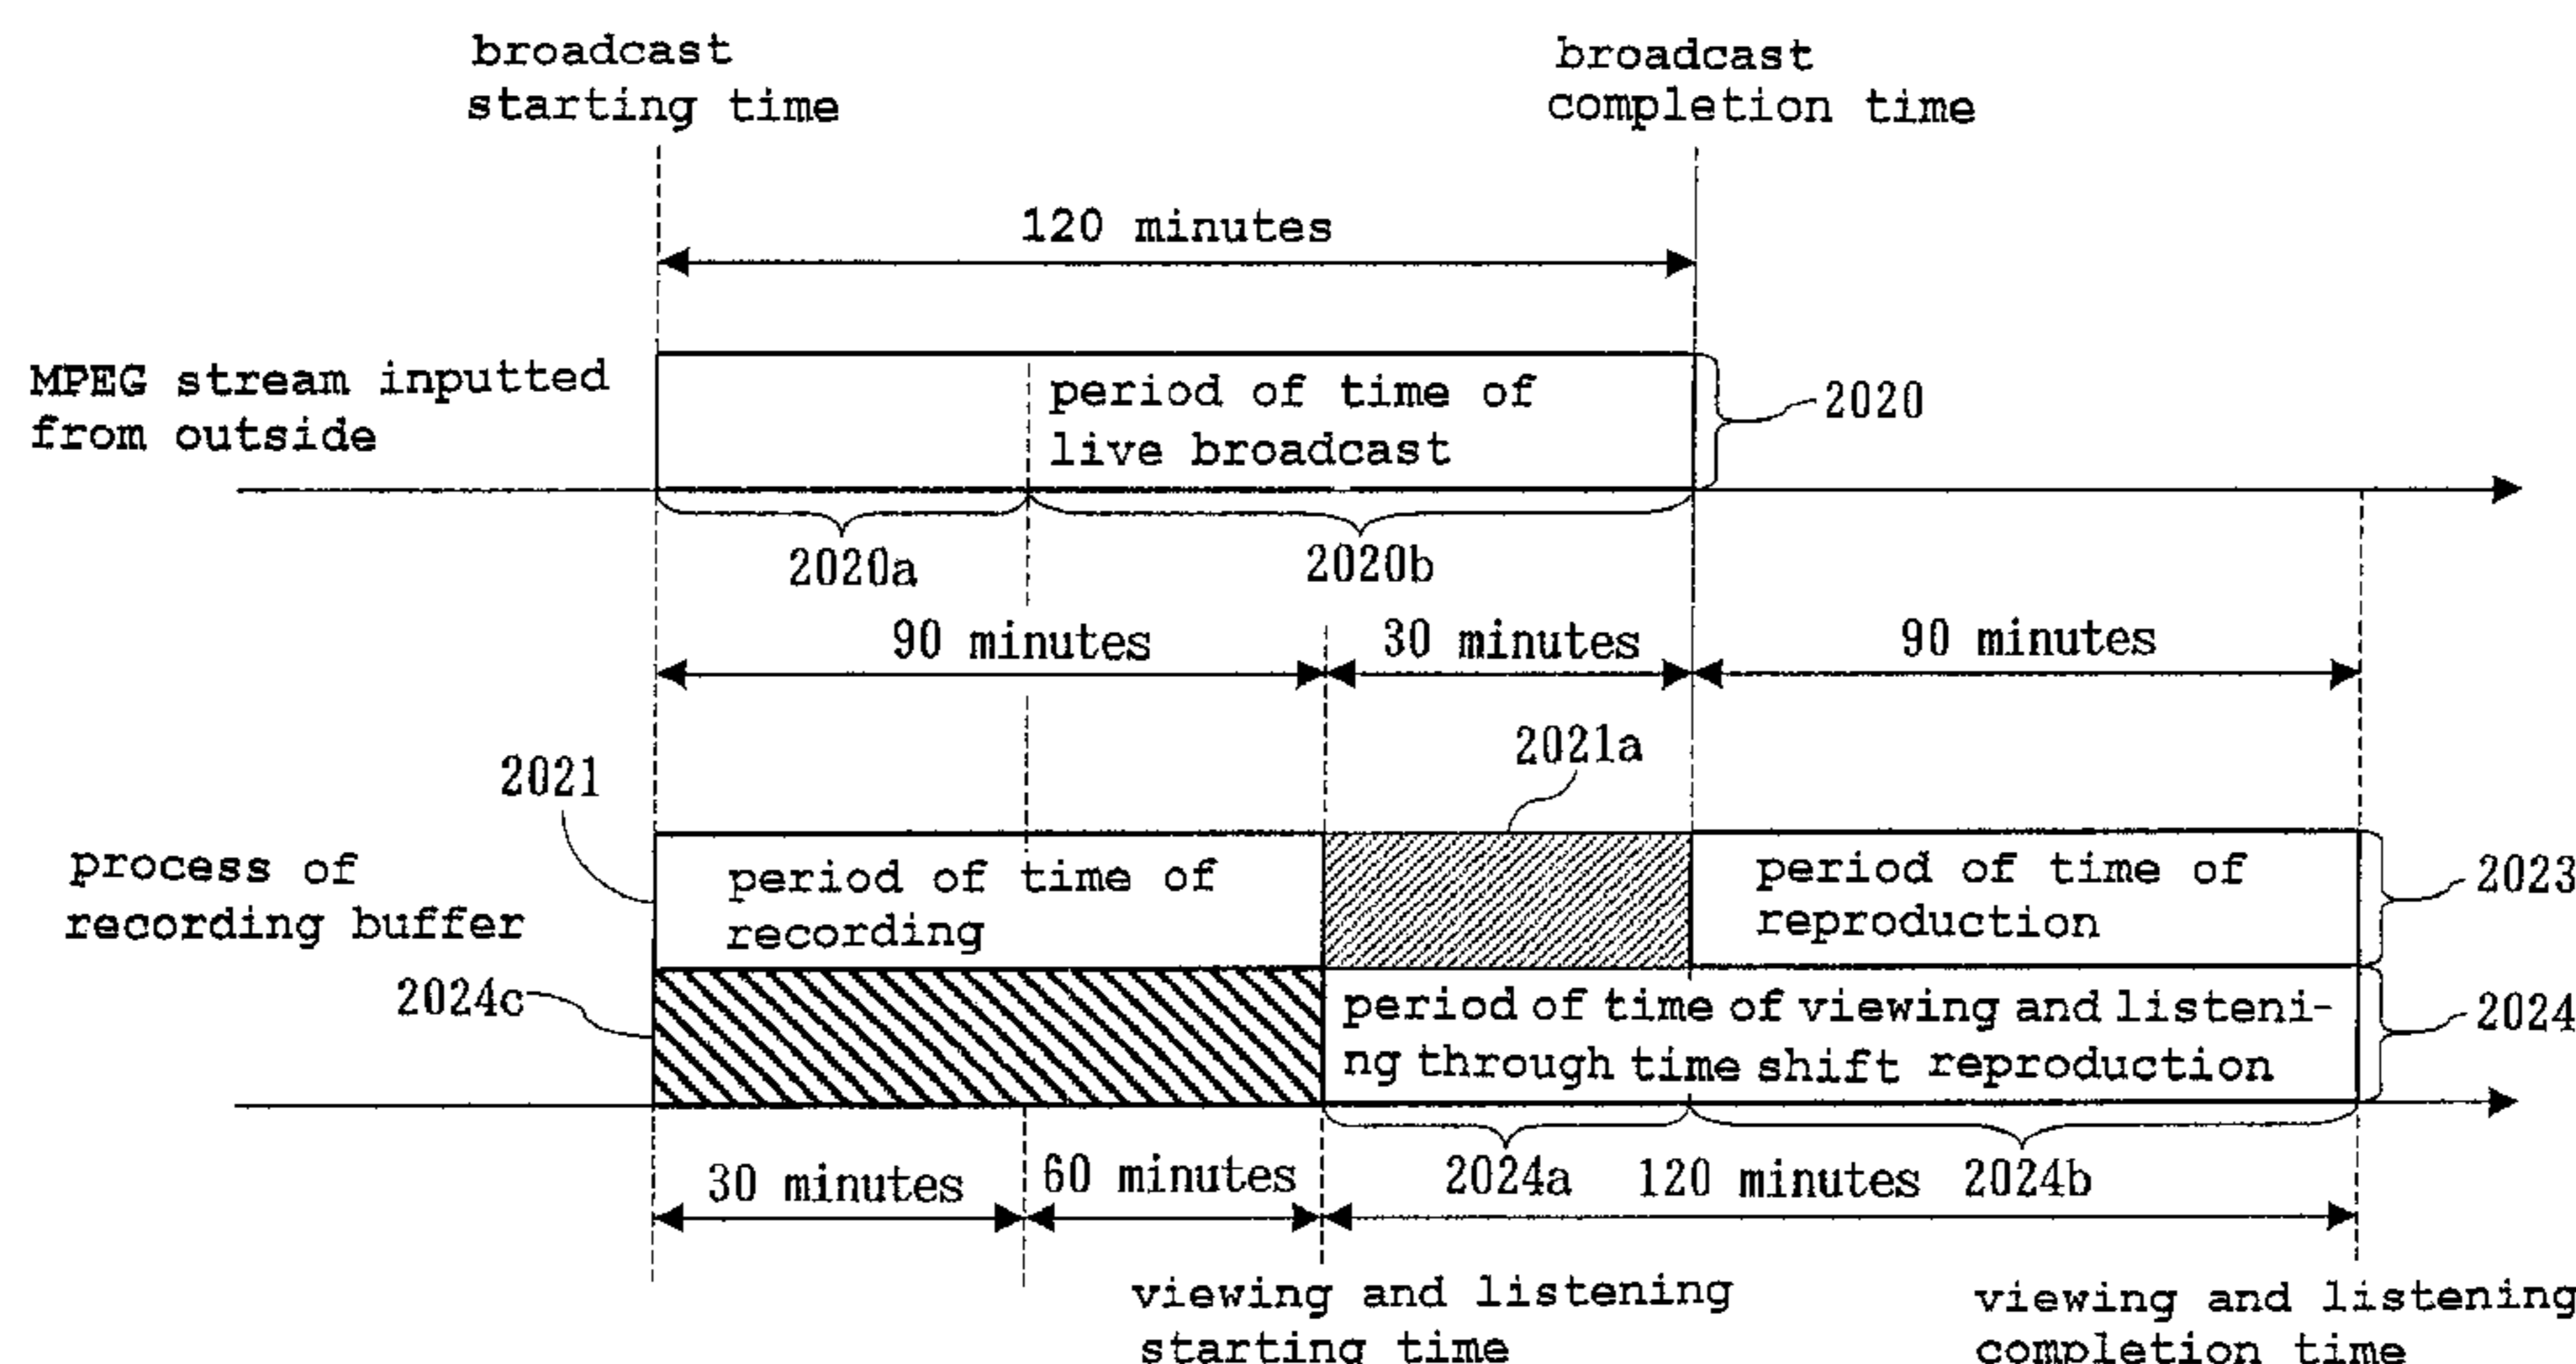 broadcast
starting time
broadcast
completion time
120 minutes
MPEG stream inputted
from outside
period of time of
live broadcast
2020
2020a
2020b
90 minutes
30 minutes
90 minutes
2021a
2021
process of
recording buffer
period of time of
recording
period of time of
reproduction
2023
2024c
period of time of viewing and listeni-
ng through time shift reproduction
2024
30 minutes
60 minutes
2024a
120 minutes
2024b
viewing and listening
starting time
viewing and listening
completion time